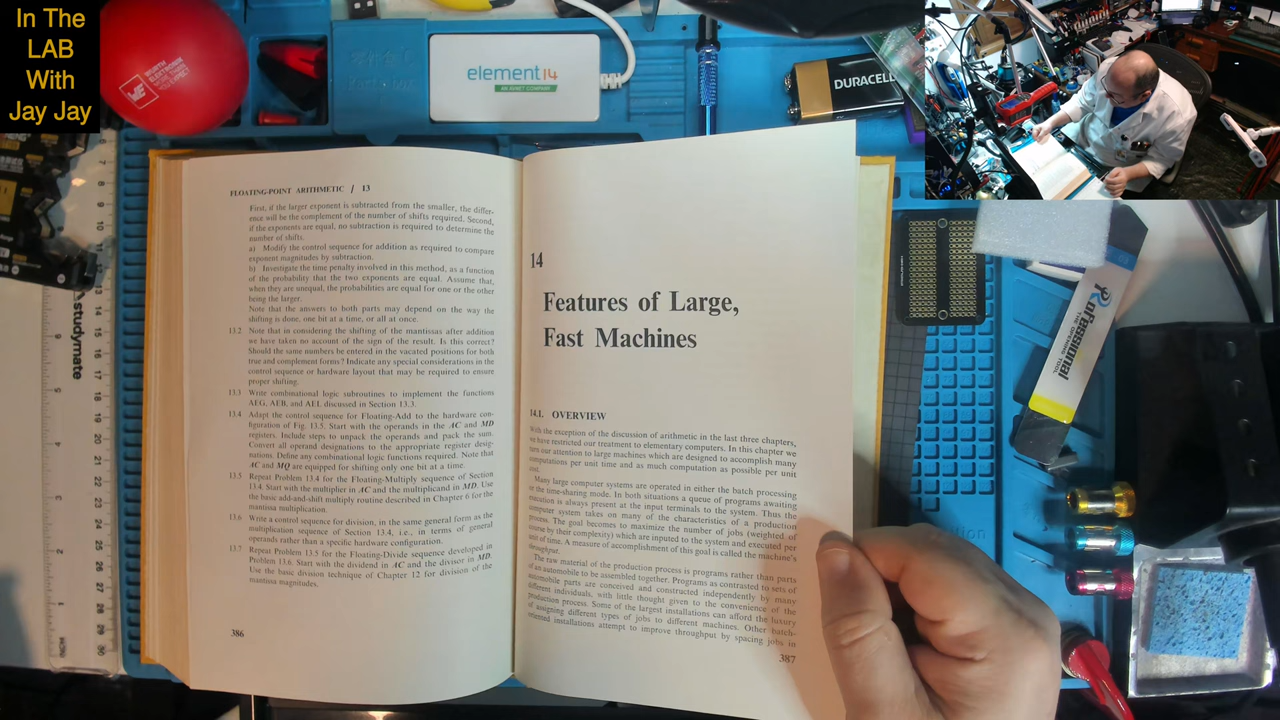 In The
LAB
With
Jay Jay
WÜRTH
ELEKTRONIK
MORE THAN
YOU EXPECT
element14
AN AVNET COMPANY
DURACELL
studymate
Professional
THE OPENING TOOL
FLOATING-POINT ARITHMETIC / 13
First, if the larger exponent is subtracted from the smaller, the differ-
ence will be the complement of the number of shifts required. Second,
if the exponents are equal, no subtraction is required to determine the
number of shifts.
a) Modify the control sequence for addition as required to compare
exponent magnitudes by subtraction.
b) Investigate the time penalty involved in this method, as a function
of the probability that the two exponents are equal. Assume that,
when they are unequal, the probabilities are equal for one or the other
being the larger.
Note that the answers to both parts may depend on the way the
shifting is done, one bit at a time, or all at once.
13.2 Note that in considering the shifting of the mantissas after addition
we have taken no account of the sign of the result. Is this correct?
Should the same numbers be entered in the vacated positions for both
true and complement forms? Indicate any special considerations in the
control sequence or hardware layout that may be required to ensure
proper shifting.
13.3 Write combinational logic subroutines to implement the functions
AEG, AEB, and AEL discussed in Section 13.3.
13.4 Adapt the control sequence for Floating-Add to the hardware con-
figuration of Fig. 13.5. Start with the operands in the AC and MD
registers. Include steps to unpack the operands and pack the sum.
Convert all operand designations to the appropriate register desig-
nations. Define any combinational logic functions required. Note that
AC and MQ are equipped for shifting only one bit at a time.
13.5 Repeat Problem 13.4 for the Floating-Multiply sequence of Section
13.4. Start with the multiplier in AC and the multiplicand in MD. Use
the basic add-and-shift multiply routine described in Chapter 6 for the
mantissa multiplication.
13.6 Write a control sequence for division, in the same general form as the
multiplication sequence of Section 13.4, i.e., in terms of general
operands rather than a specific hardware configuration.
13.7 Repeat Problem 13.5 for the Floating-Divide sequence developed in
Problem 13.6. Start with the dividend in AC and the divisor in MD.
Use the basic division technique of Chapter 12 for division of the
mantissa magnitudes.
386
14
Features of Large,
Fast Machines
14.1. OVERVIEW
With the exception of the discussion of arithmetic in the last three chapters,
we have restricted our treatment to elementary computers. In this chapter we
turn our attention to large machines which are designed to accomplish many
computations per unit time and as much computation as possible per unit
cost.
Many large computer systems are operated in either the batch processing
or the time-sharing mode. In both situations a queue of programs awaiting
execution is always present at the input terminals to the system. Thus the
computer system takes on many of the characteristics of a production
process. The goal becomes to maximize the number of jobs (weighted of
course by their complexity) which are inputed to the system and executed per
unit of time. A measure of accomplishment of this goal is called the machine's
throughput.
The raw material of the production process is programs rather than parts
of an automobile to be assembled together. Programs as contrasted to sets of
automobile parts are conceived and constructed independently by many
different individuals, with little thought given to the convenience of the
production process. Some of the largest installations can afford the luxury
of assigning different types of jobs to different machines. Other batch-
oriented installations attempt to improve throughput by spacing jobs in
387